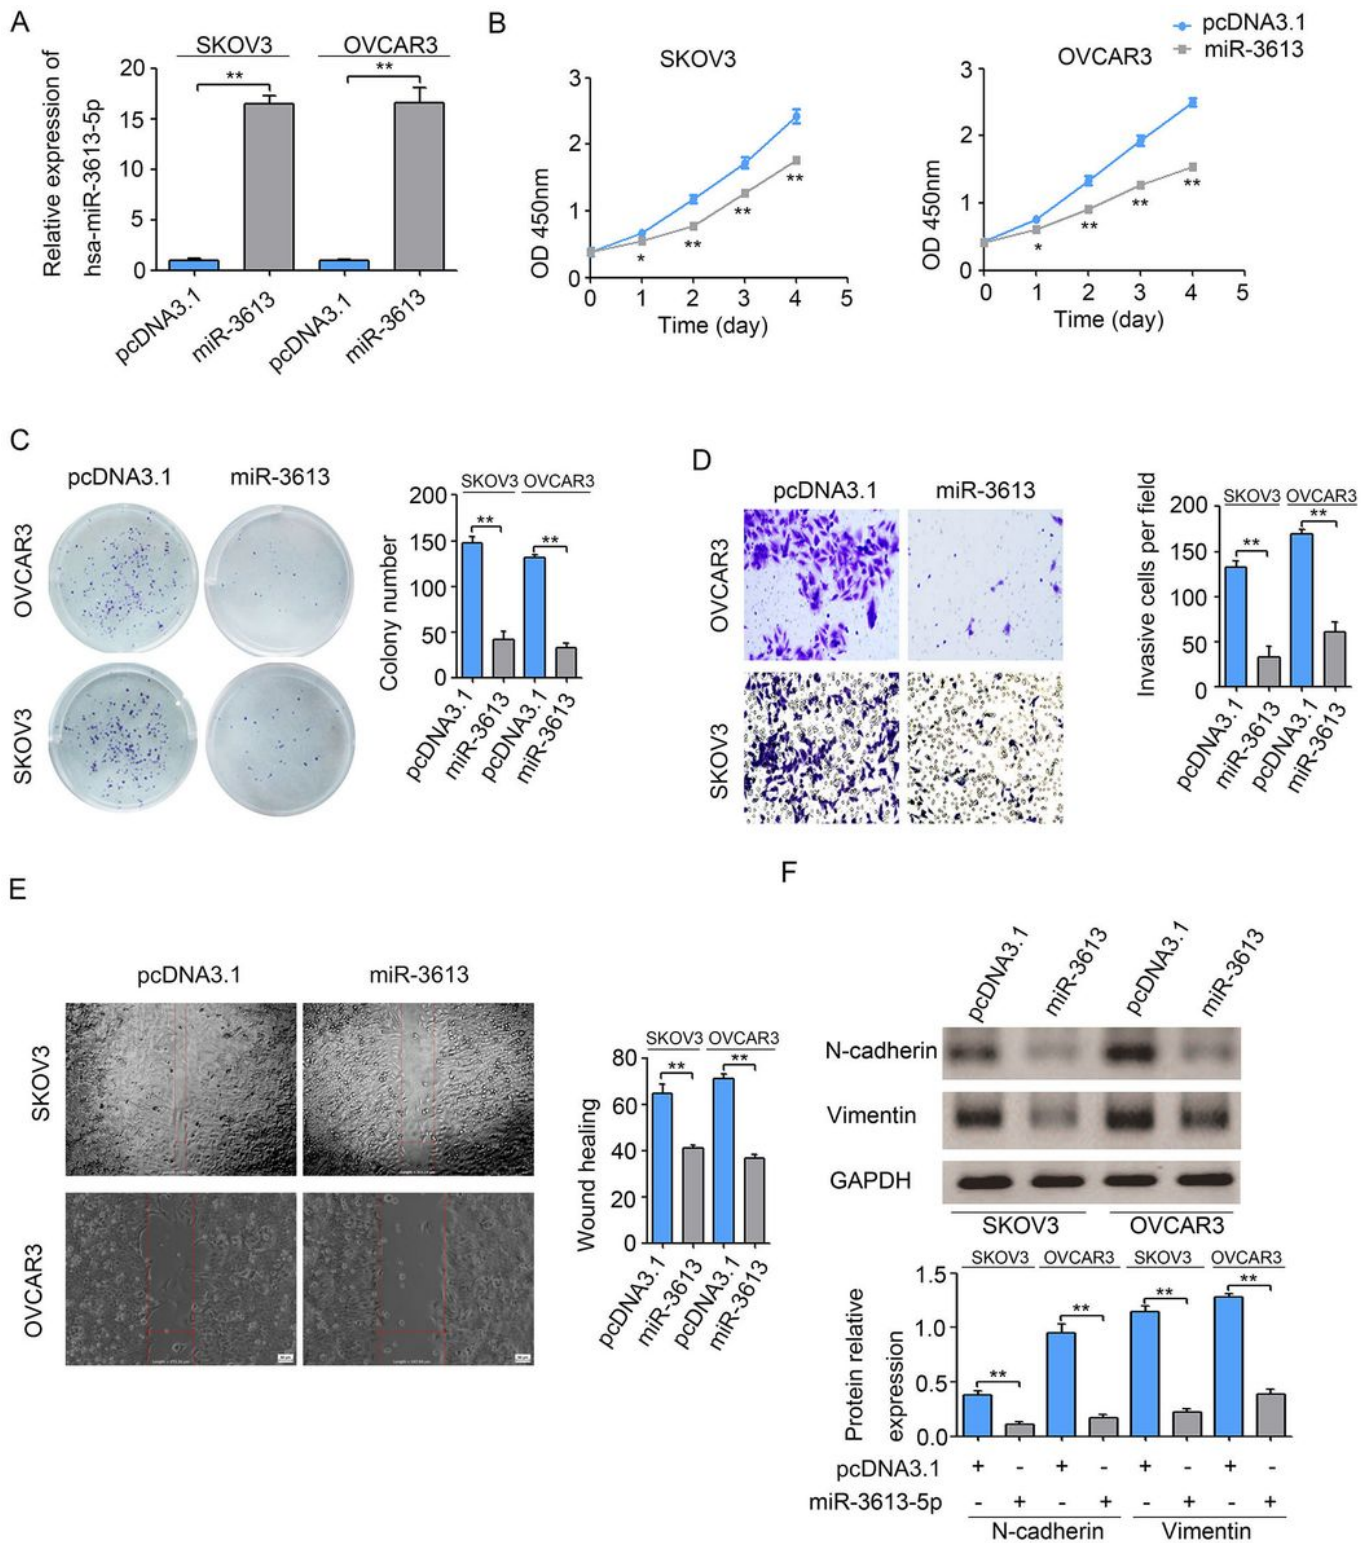 A
SKOV3 OVCAR3
Relative expression of
hsa-miR-3613-5p
20
15
10
5
0
** **
pcDNA3.1 miR-3613 pcDNA3.1 miR-3613
B
pcDNA3.1
miR-3613
SKOV3
OD 450nm
3
2
1
0
* ** ** **
0 1 2 3 4 5
Time (day)
OVCAR3
OD 450nm
3
2
1
0
* ** ** **
0 1 2 3 4 5
Time (day)
C
pcDNA3.1 miR-3613
OVCAR3
SKOV3
SKOV3 OVCAR3
Colony number
200
150
100
50
0
** **
pcDNA3.1 miR-3613 pcDNA3.1 miR-3613
D
pcDNA3.1 miR-3613
OVCAR3
SKOV3
SKOV3 OVCAR3
Invasive cells per field
200
150
100
50
0
** **
pcDNA3.1 miR-3613 pcDNA3.1 miR-3613
E
pcDNA3.1 miR-3613
SKOV3
OVCAR3
SKOV3 OVCAR3
Wound healing
80
60
40
20
0
** **
pcDNA3.1 miR-3613 pcDNA3.1 miR-3613
F
pcDNA3.1 miR-3613 pcDNA3.1 miR-3613
N-cadherin
Vimentin
GAPDH
SKOV3 OVCAR3
SKOV3 OVCAR3 SKOV3 OVCAR3
Protein relative
expression
1.5
1.0
0.5
0.0
** ** ** **
pcDNA3.1 + - + - + - + -
miR-3613-5p - + - + - + - +
N-cadherin Vimentin